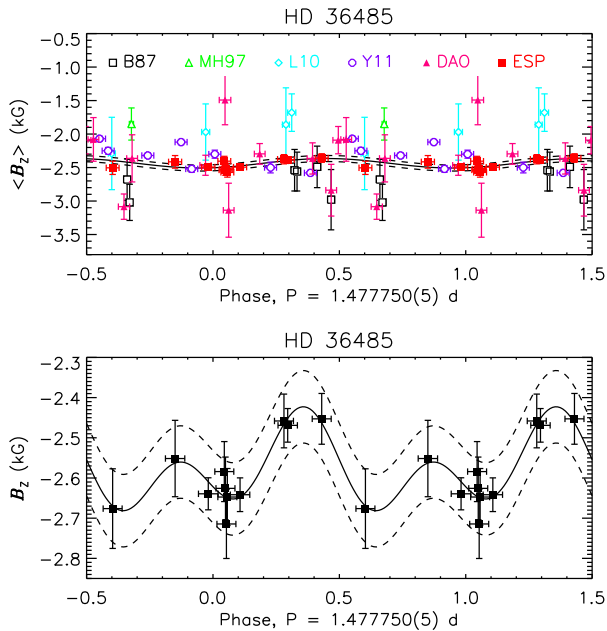 HD 36485
B87 MH97 L10 Y11 DAO ESP
<Bz> (kG)
−0.5
−1.0
−1.5
−2.0
−2.5
−3.0
−3.5
−0.5 0.0 0.5 1.0 1.5
Phase, P = 1.477750(5) d
HD 36485
Bz (kG)
−2.3
−2.4
−2.5
−2.6
−2.7
−2.8
−0.5 0.0 0.5 1.0 1.5
Phase, P = 1.477750(5) d